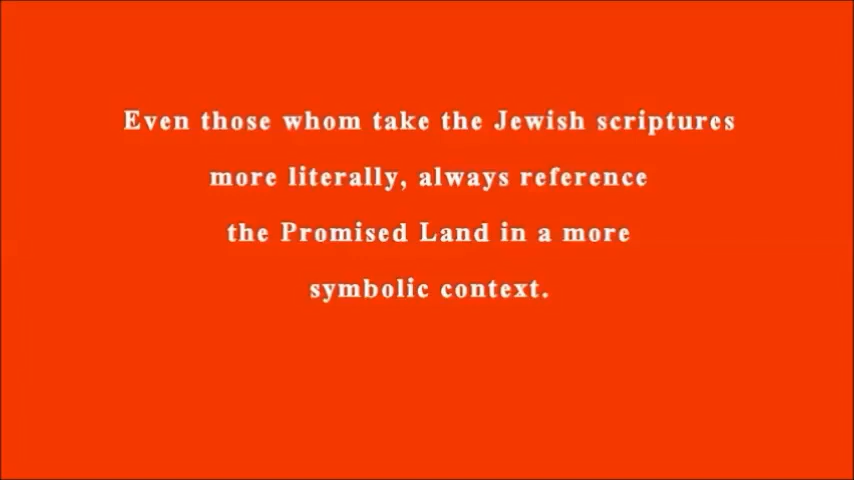 Even those whom take the Jewish scriptures
more literally, always reference
the Promised Land in a more
symbolic context.